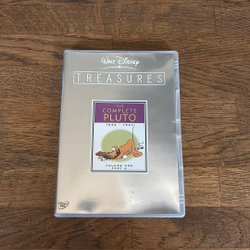 Walt Disney
TREASURES
THE
COMPLETE
PLUTO
VOLUME ONE
DVD